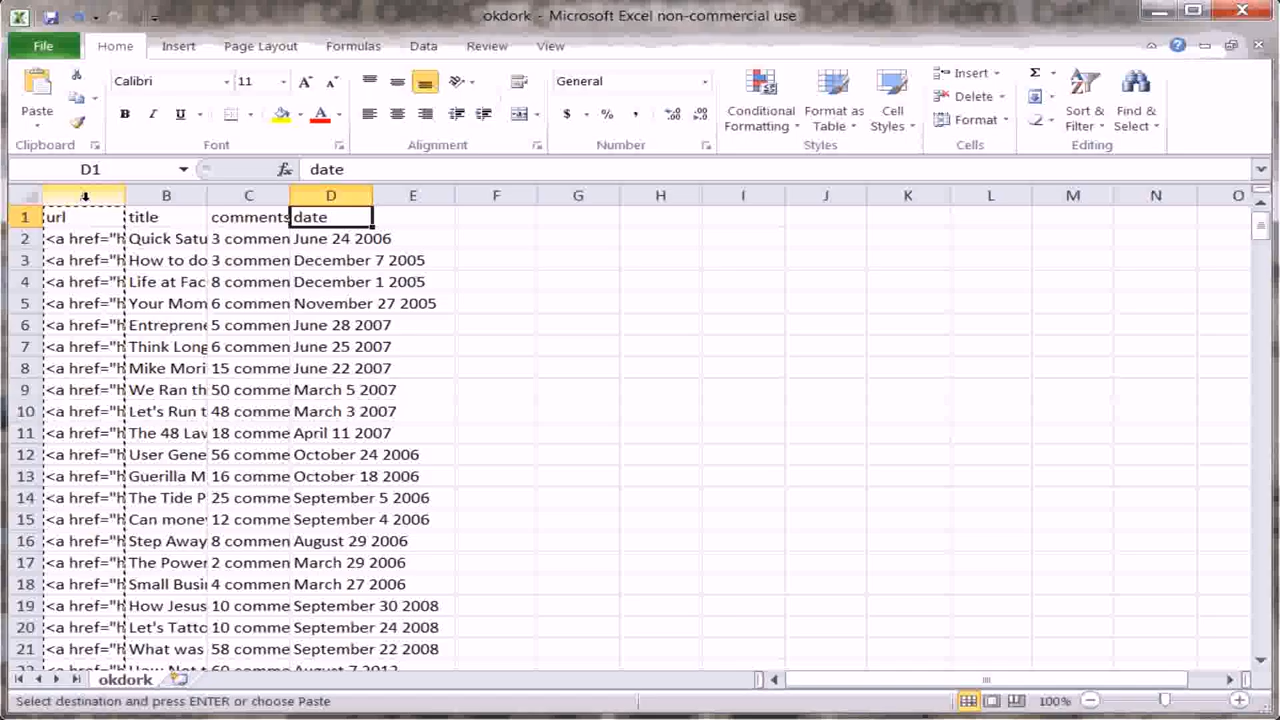 okdork - Microsoft Excel non-commercial use
File Home Insert Page Layout Formulas Data Review View
Calibri 11 A A General Insert Σ
Paste Conditional Format as Cell Delete Sort & Find &
B I U A $ % , Formatting Table Styles Format Filter Select
Clipboard Font Alignment Number Styles Cells Editing
D1 fx date
A B C D E F G H I J K L M N O
1 url title comments date
2 <a href="h Quick Satu 3 commen June 24 2006
3 <a href="h How to do 3 commen December 7 2005
4 <a href="h Life at Fac 8 commen December 1 2005
5 <a href="h Your Mom 6 commen November 27 2005
6 <a href="h Entreprene 5 commen June 28 2007
7 <a href="h Think Long 6 commen June 25 2007
8 <a href="h Mike Mori 15 comme June 22 2007
9 <a href="h We Ran th 50 comme March 5 2007
10 <a href="h Let's Run t 48 comme March 3 2007
11 <a href="h The 48 Lav 18 comme April 11 2007
12 <a href="h User Gene 56 comme October 24 2006
13 <a href="h Guerilla M 16 comme October 18 2006
14 <a href="h The Tide P 25 comme September 5 2006
15 <a href="h Can money 12 comme September 4 2006
16 <a href="h Step Away 8 commen August 29 2006
17 <a href="h The Power 2 commen March 29 2006
18 <a href="h Small Busi 4 commen March 27 2006
19 <a href="h How Jesus 10 comme September 30 2008
20 <a href="h Let's Tatto 10 comme September 24 2008
21 <a href="h What was 58 comme September 22 2008
okdork
Select destination and press ENTER or choose Paste 100%